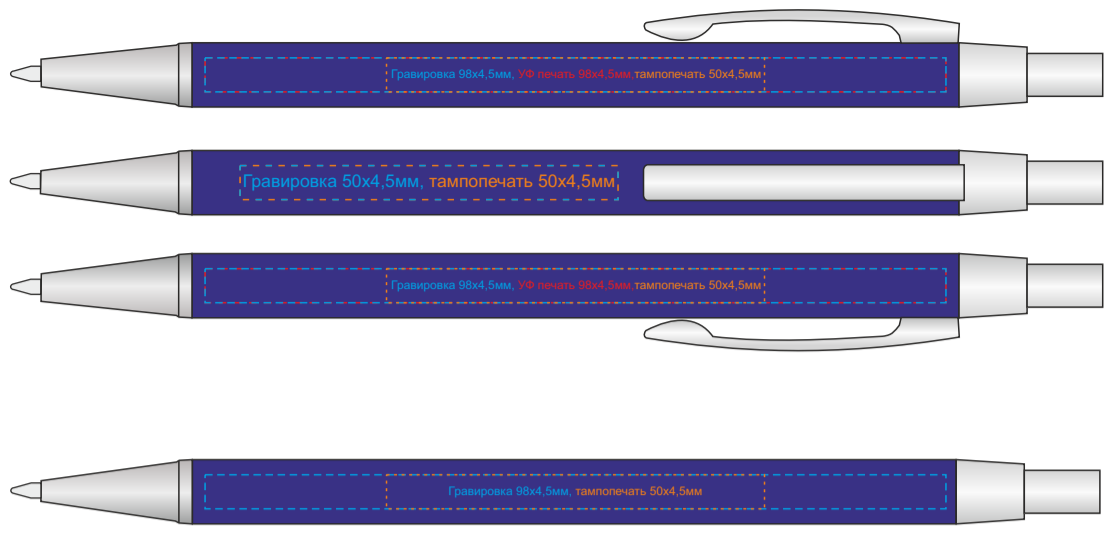 Гравировка 98х4,5мм, УФ печать 98х4,5мм,тампопечать 50х4,5мм
Гравировка 50х4,5мм, тампопечать 50х4,5мм
Гравировка 98х4,5мм, УФ печать 98х4,5мм,тампопечать 50х4,5мм
Гравировка 98х4,5мм, тампопечать 50х4,5мм